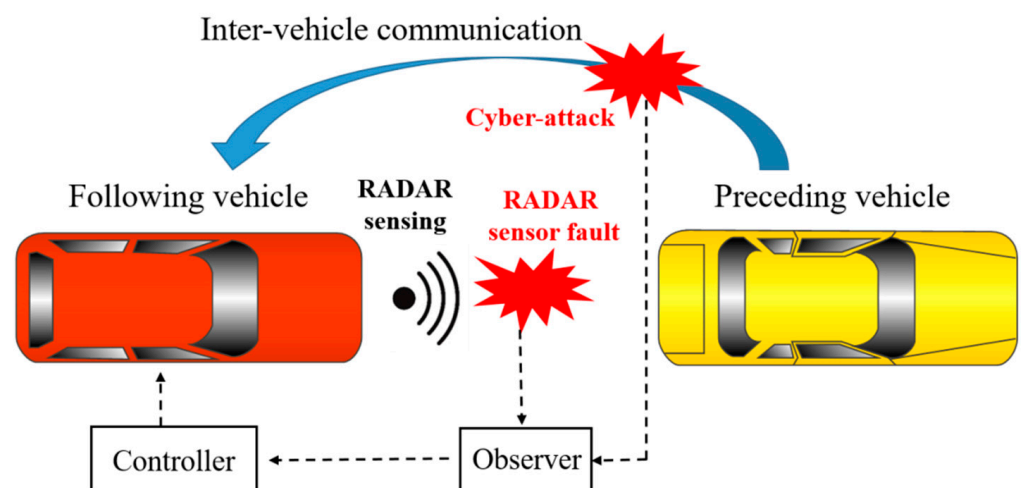 Inter-vehicle communication
Cyber-attack
Following vehicle
RADAR
sensing
RADAR
sensor fault
Preceding vehicle
Controller
Observer